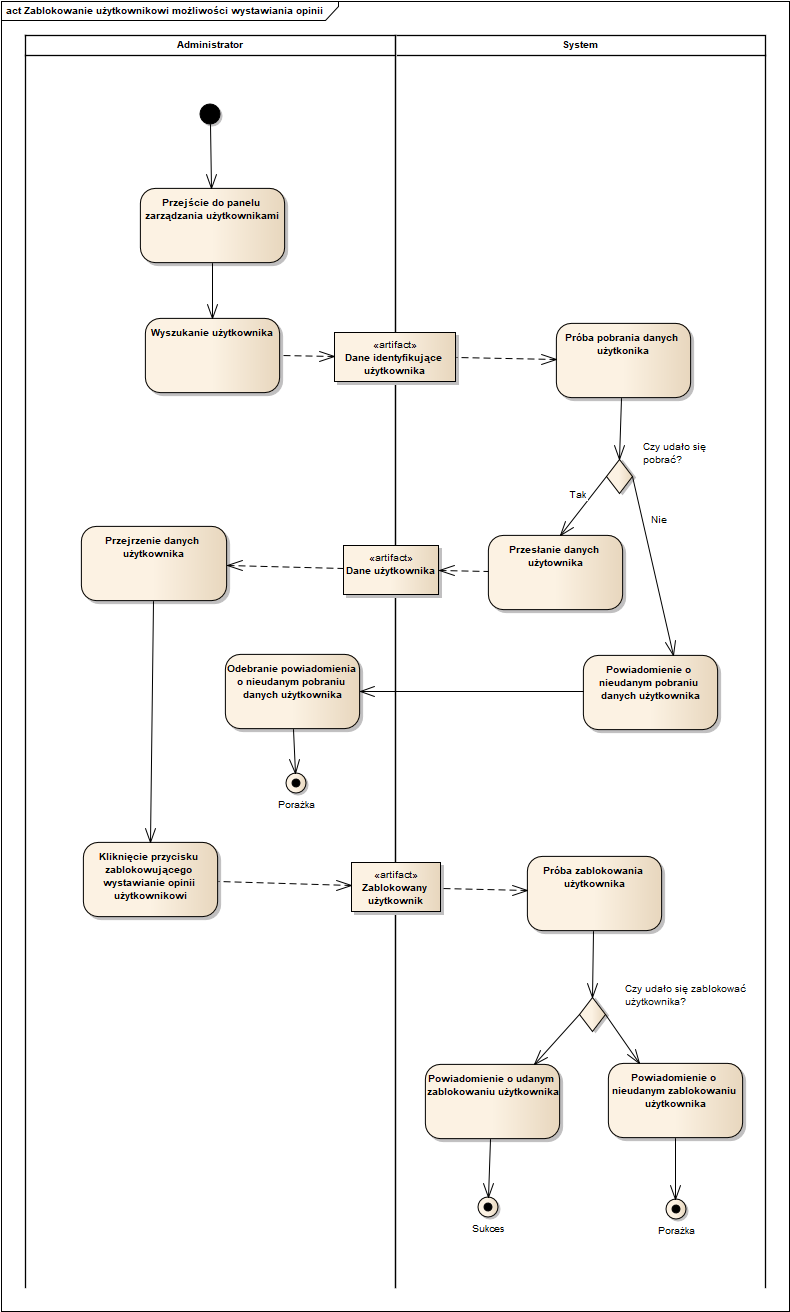 act Zablokowanie użytkownikowi możliwości wystawiania opinii
Administrator
System
Przejście do panelu
zarządzania użytkownikami
Wyszukanie użytkownika
«artifact»
Dane identyfikujące
użytkownika
Próba pobrania danych
użytkonika
Czy udało się
pobrać?
Tak
Nie
Przejrzenie danych
użytkownika
«artifact»
Dane użytkownika
Przesłanie danych
użytownika
Odebranie powiadomienia
o nieudanym pobraniu
danych użytkownika
Powiadomienie o
nieudanym pobraniu
danych użytkownika
Porażka
Kliknięcie przycisku
zablokowującego
wystawianie opinii
użytkownikowi
«artifact»
Zablokowany
użytkownik
Próba zablokowania
użytkownika
Czy udało się zablokować
użytkownika?
Powiadomienie o udanym
zablokowaniu użytkownika
Powiadomienie o
nieudanym zablokowaniu
użytkownika
Sukces
Porażka